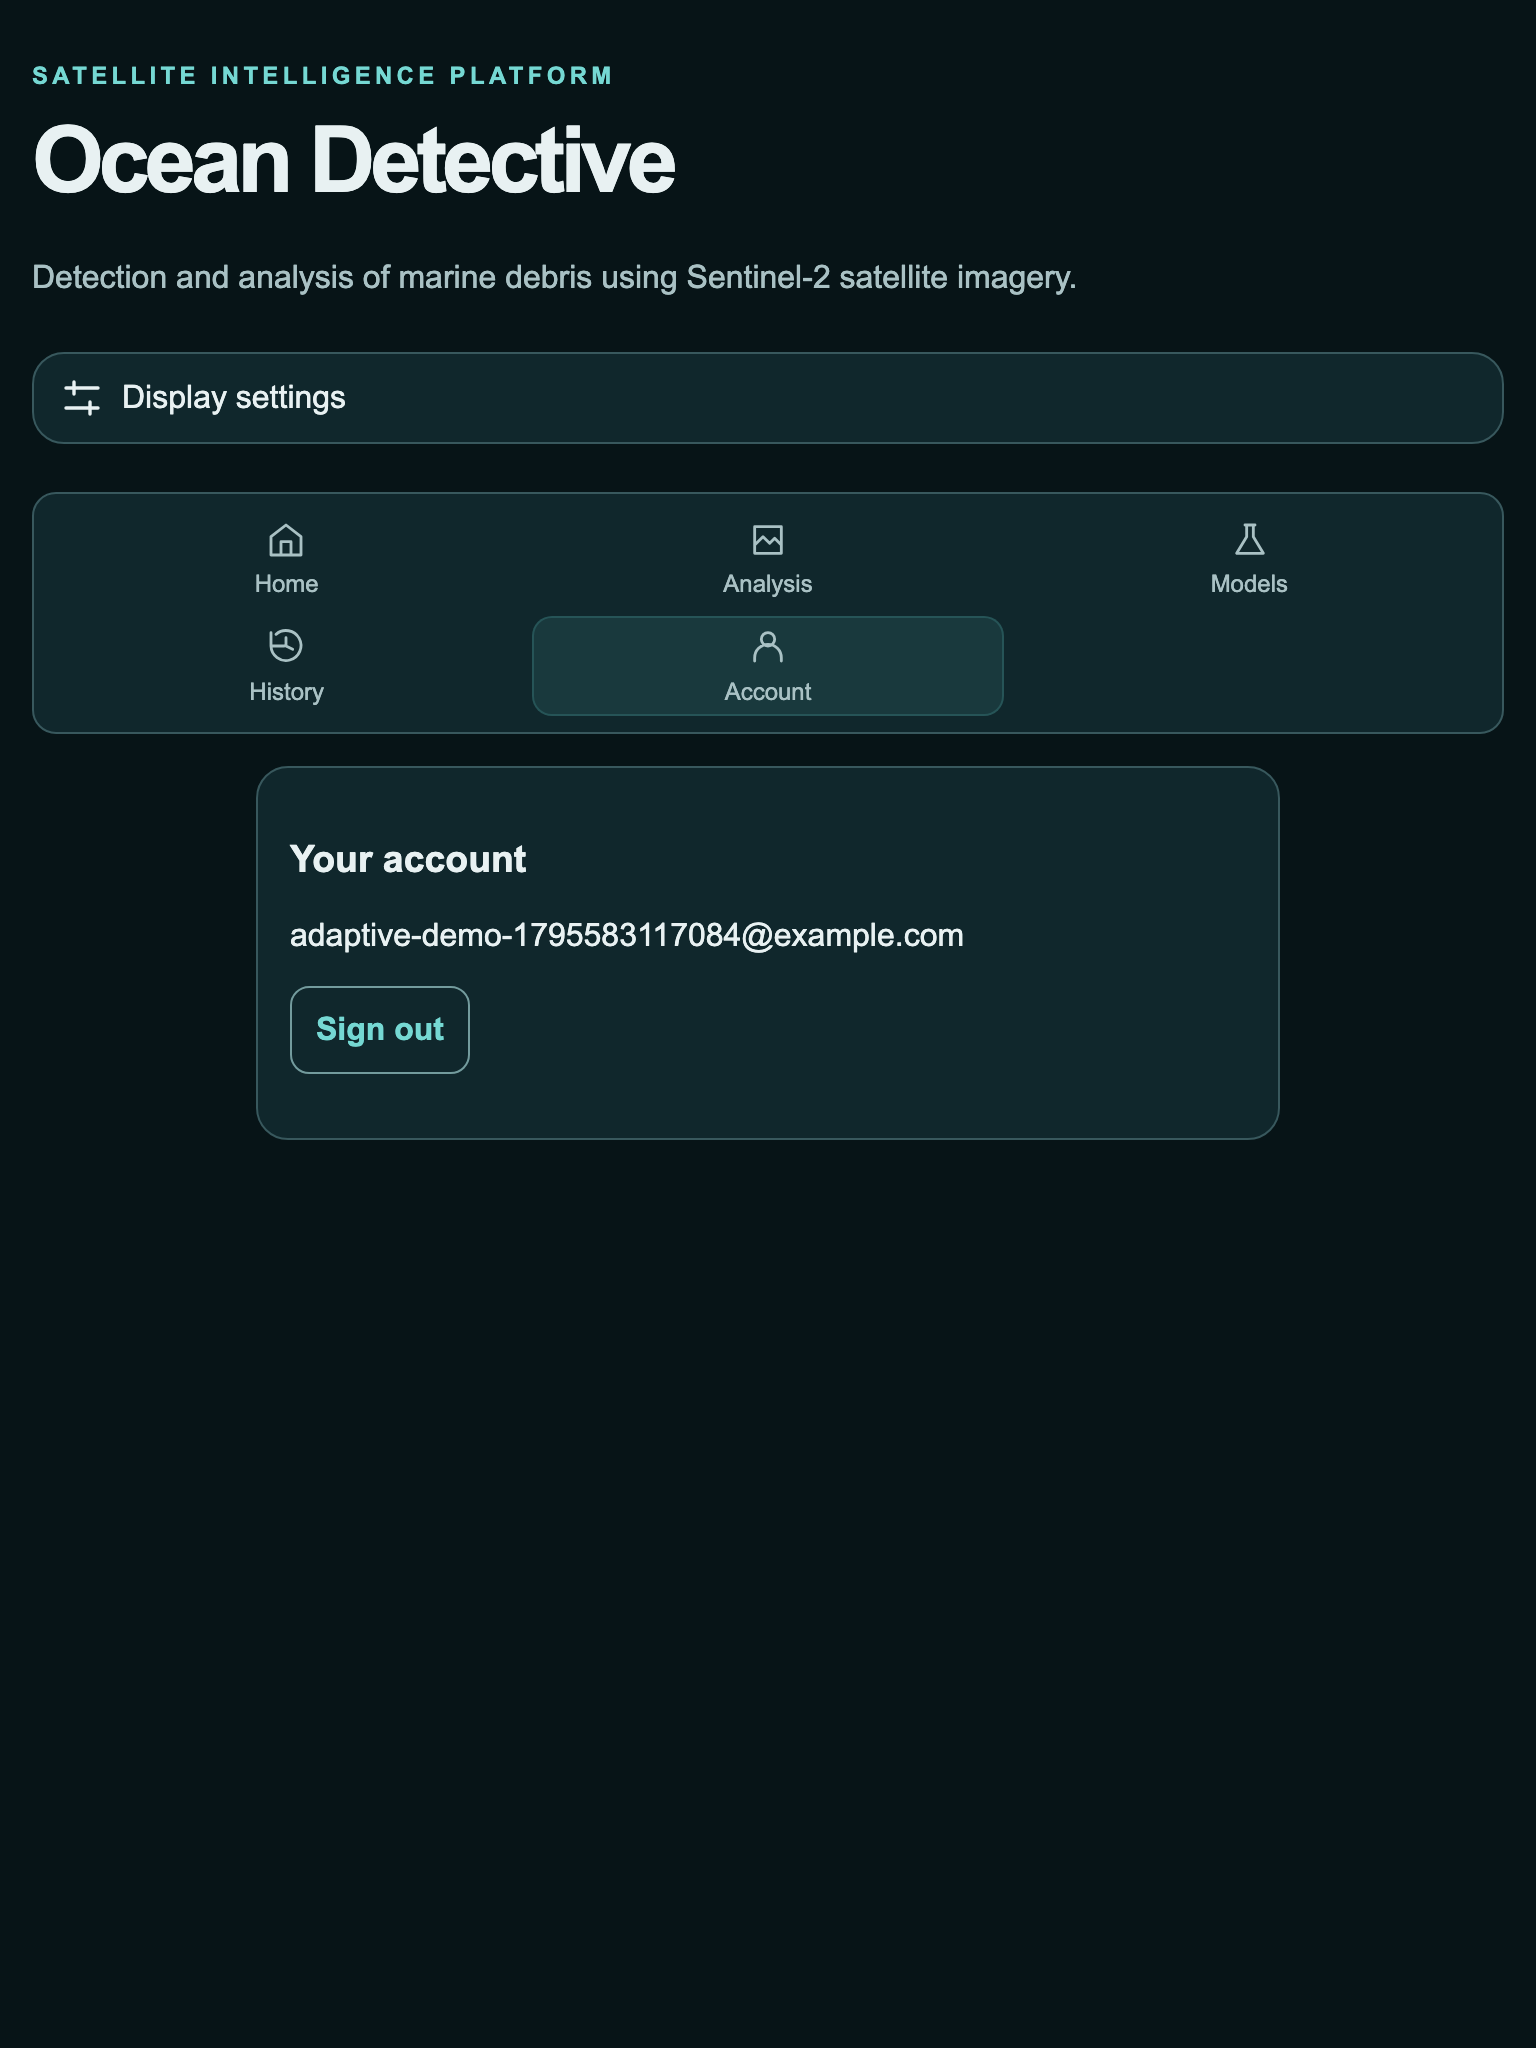 SATELLITE INTELLIGENCE PLATFORM
Ocean Detective
Detection and analysis of marine debris using Sentinel-2 satellite imagery.
Display settings
Home
Analysis
Models
History
Account
Your account
adaptive-demo-1795583117084@example.com
Sign out